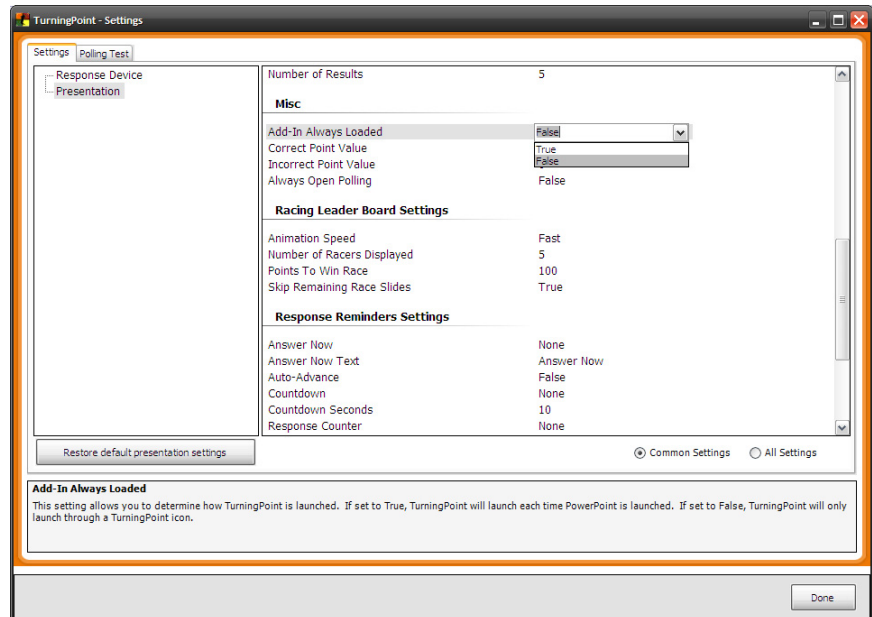 TurningPoint - Settings
Settings Polling Test
Response Device
Presentation
Number of Results 5
Misc
Add-In Always Loaded False
Correct Point Value True
Incorrect Point Value False
Always Open Polling False
Racing Leader Board Settings
Animation Speed Fast
Number of Racers Displayed 5
Points To Win Race 100
Skip Remaining Race Slides True
Response Reminders Settings
Answer Now None
Answer Now Text Answer Now
Auto-Advance False
Countdown None
Countdown Seconds 10
Response Counter None
Restore default presentation settings Common Settings All Settings
Add-In Always Loaded
This setting allows you to determine how TurningPoint is launched. If set to True, TurningPoint will launch each time PowerPoint is launched. If set to False, TurningPoint will only
launch through a TurningPoint icon.
Done